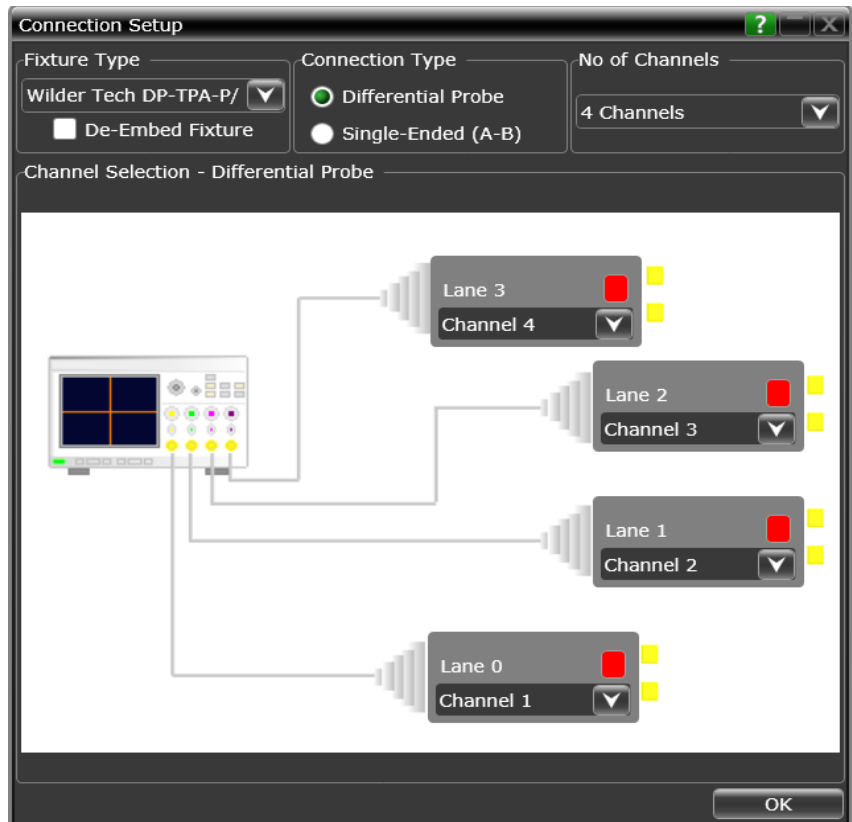 Connection Setup
?
X
Fixture Type
Wilder Tech DP-TPA-P/
De-Embed Fixture
Connection Type
Differential Probe
Single-Ended (A-B)
No of Channels
4 Channels
Channel Selection - Differential Probe
Lane 3
Channel 4
Lane 2
Channel 3
Lane 1
Channel 2
Lane 0
Channel 1
OK